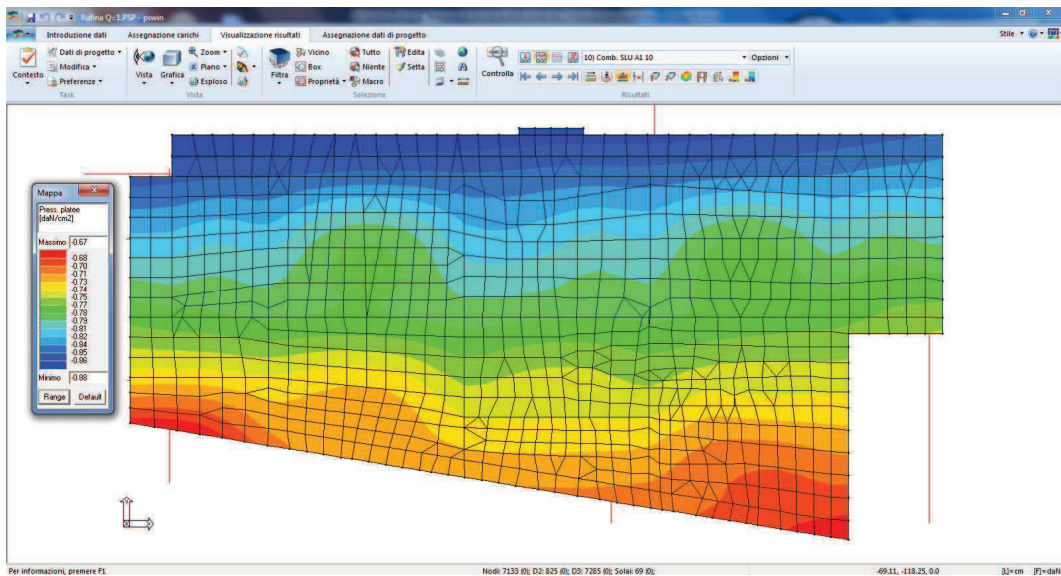 Rufina Q=1.PSP - pswin
Introduzione dati Assegnazione carichi Visualizzazione risultati Assegnazione dati di progetto Stile
Contesto
Dati di progetto
Modifica
Preferenze
Task
Vista
Grafica
Zoom
Piano
Esploso
Vista
Filtra
Vicino
Box
Proprietà
Tutto
Niente
Macro
Edita
Setta
Selezione
Controlla
10) Comb. SLU A1 10
Opzioni
Risultati
Mappa
Press. platee
[daN/cm2]
Massimo -0.67
-0.68
-0.70
-0.71
-0.73
-0.74
-0.75
-0.77
-0.78
-0.79
-0.81
-0.82
-0.84
-0.85
-0.86
Minimo -0.88
Range Default
Y
X
Per informazioni, premere F1 Nodi: 7133 (0); D2: 825 (0); D3: 7285 (0); Solai: 69 (0); -69.11, -118.25, 0.0 [L]=cm [F]=daN